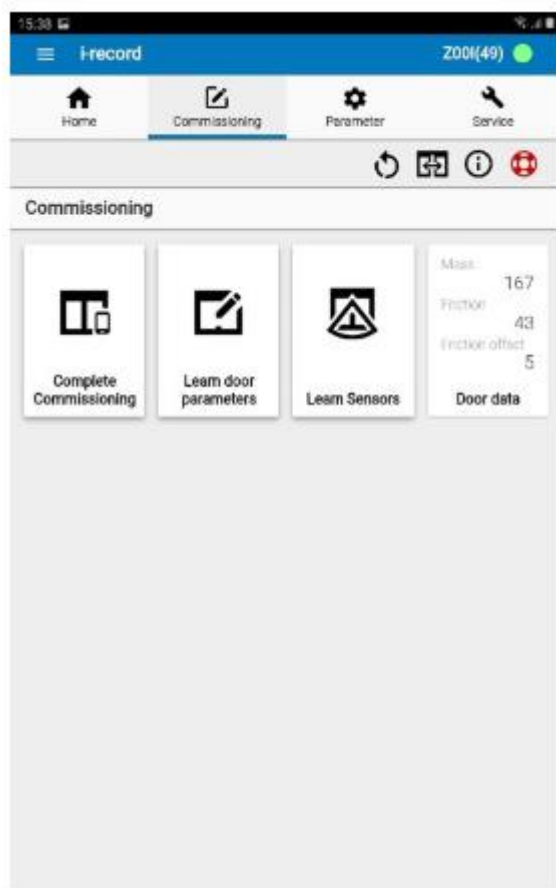 15:38
i-record
Z00I(49)
Home
Commissioning
Parameter
Service
Commissioning
Complete
Commissioning
Learn door
parameters
Learn Sensors
Mass
167
Friction
43
Friction offset
5
Door data